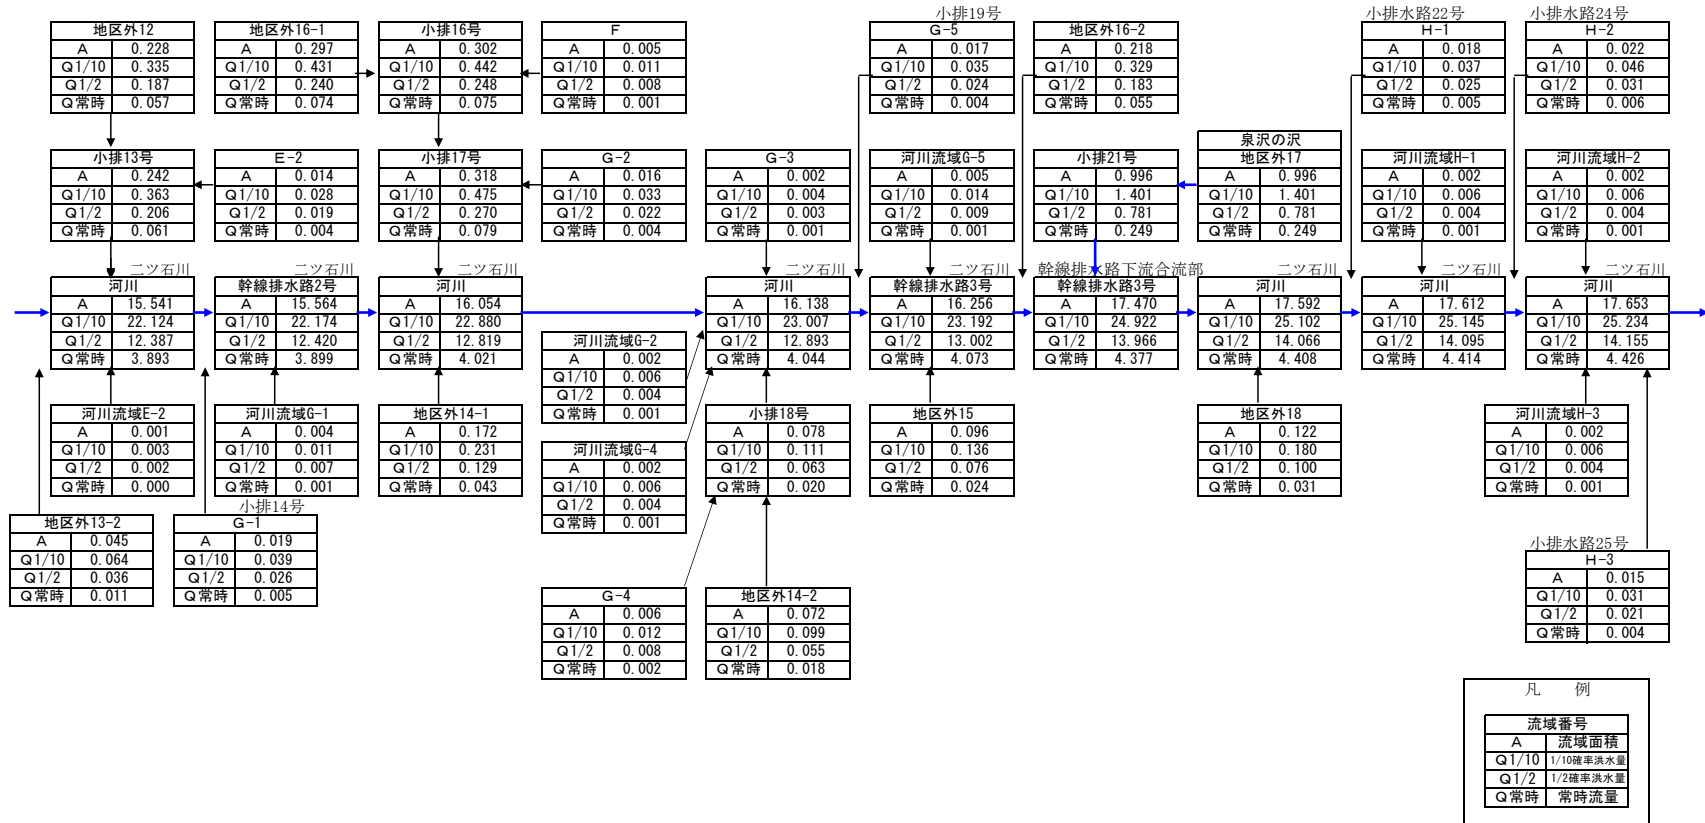 小排19号
小排水路22号
小排水路24号
地区外12
A 0.228
Q1/10 0.335
Q1/2 0.187
Q常時 0.057
地区外16-1
A 0.297
Q1/10 0.431
Q1/2 0.240
Q常時 0.074
小排16号
A 0.302
Q1/10 0.442
Q1/2 0.248
Q常時 0.075
F
A 0.005
Q1/10 0.011
Q1/2 0.008
Q常時 0.001
G-5
A 0.017
Q1/10 0.035
Q1/2 0.024
Q常時 0.004
地区外16-2
A 0.218
Q1/10 0.329
Q1/2 0.183
Q常時 0.055
H-1
A 0.018
Q1/10 0.037
Q1/2 0.025
Q常時 0.005
H-2
A 0.022
Q1/10 0.046
Q1/2 0.031
Q常時 0.006
小排13号
A 0.242
Q1/10 0.363
Q1/2 0.206
Q常時 0.061
E-2
A 0.014
Q1/10 0.028
Q1/2 0.019
Q常時 0.004
小排17号
A 0.318
Q1/10 0.475
Q1/2 0.270
Q常時 0.079
G-2
A 0.016
Q1/10 0.033
Q1/2 0.022
Q常時 0.004
G-3
A 0.002
Q1/10 0.004
Q1/2 0.003
Q常時 0.001
河川流域G-5
A 0.005
Q1/10 0.014
Q1/2 0.009
Q常時 0.001
小排21号
A 0.996
Q1/10 1.401
Q1/2 0.781
Q常時 0.249
泉沢の沢
地区外17
A 0.996
Q1/10 1.401
Q1/2 0.781
Q常時 0.249
河川流域H-1
A 0.002
Q1/10 0.006
Q1/2 0.004
Q常時 0.001
河川流域H-2
A 0.002
Q1/10 0.006
Q1/2 0.004
Q常時 0.001
二ツ石川
河川
A 15.541
Q1/10 22.124
Q1/2 12.387
Q常時 3.893
二ツ石川
幹線排水路2号
A 15.564
Q1/10 22.174
Q1/2 12.420
Q常時 3.899
二ツ石川
河川
A 16.054
Q1/10 22.880
Q1/2 12.819
Q常時 4.021
二ツ石川
河川
A 16.138
Q1/10 23.007
Q1/2 12.893
Q常時 4.044
二ツ石川
幹線排水路3号
A 16.256
Q1/10 23.192
Q1/2 13.002
Q常時 4.073
幹線排水路下流合流部
幹線排水路3号
A 17.470
Q1/10 24.922
Q1/2 13.966
Q常時 4.377
二ツ石川
河川
A 17.592
Q1/10 25.102
Q1/2 14.066
Q常時 4.408
二ツ石川
河川
A 17.612
Q1/10 25.145
Q1/2 14.095
Q常時 4.414
二ツ石川
河川
A 17.653
Q1/10 25.234
Q1/2 14.155
Q常時 4.426
河川流域G-2
A 0.002
Q1/10 0.006
Q1/2 0.004
Q常時 0.001
河川流域E-2
A 0.001
Q1/10 0.003
Q1/2 0.002
Q常時 0.000
河川流域G-1
A 0.004
Q1/10 0.011
Q1/2 0.007
Q常時 0.001
地区外14-1
A 0.172
Q1/10 0.231
Q1/2 0.129
Q常時 0.043
河川流域G-4
A 0.002
Q1/10 0.006
Q1/2 0.004
Q常時 0.001
小排18号
A 0.078
Q1/10 0.111
Q1/2 0.063
Q常時 0.020
地区外15
A 0.096
Q1/10 0.136
Q1/2 0.076
Q常時 0.024
地区外18
A 0.122
Q1/10 0.180
Q1/2 0.100
Q常時 0.031
河川流域H-3
A 0.002
Q1/10 0.006
Q1/2 0.004
Q常時 0.001
地区外13-2
A 0.045
Q1/10 0.064
Q1/2 0.036
Q常時 0.011
小排14号
G-1
A 0.019
Q1/10 0.039
Q1/2 0.026
Q常時 0.005
G-4
A 0.006
Q1/10 0.012
Q1/2 0.008
Q常時 0.002
地区外14-2
A 0.072
Q1/10 0.099
Q1/2 0.055
Q常時 0.018
小排水路25号
H-3
A 0.015
Q1/10 0.031
Q1/2 0.021
Q常時 0.004
凡 例
流域番号
A 流域面積
Q1/10 1/10確率洪水量
Q1/2 1/2確率洪水量
Q常時 常時流量